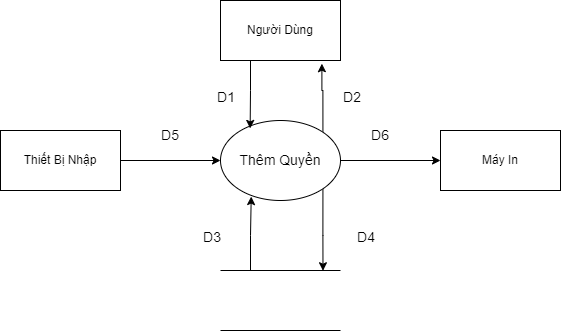 Người Dùng
D1
D2
D5
D6
Thiết Bị Nhập
Thêm Quyền
Máy In
D3
D4